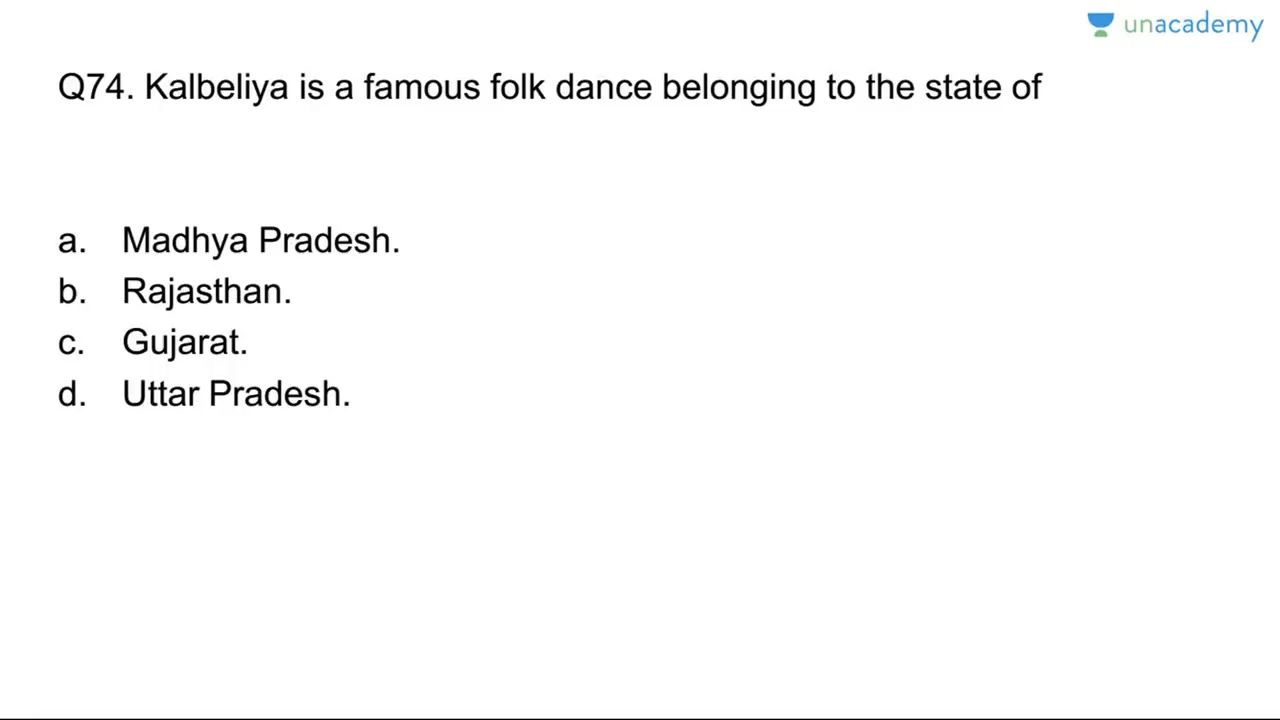 unacademy
Q74. Kalbeliya is a famous folk dance belonging to the state of
a. Madhya Pradesh.
b. Rajasthan.
c. Gujarat.
d. Uttar Pradesh.